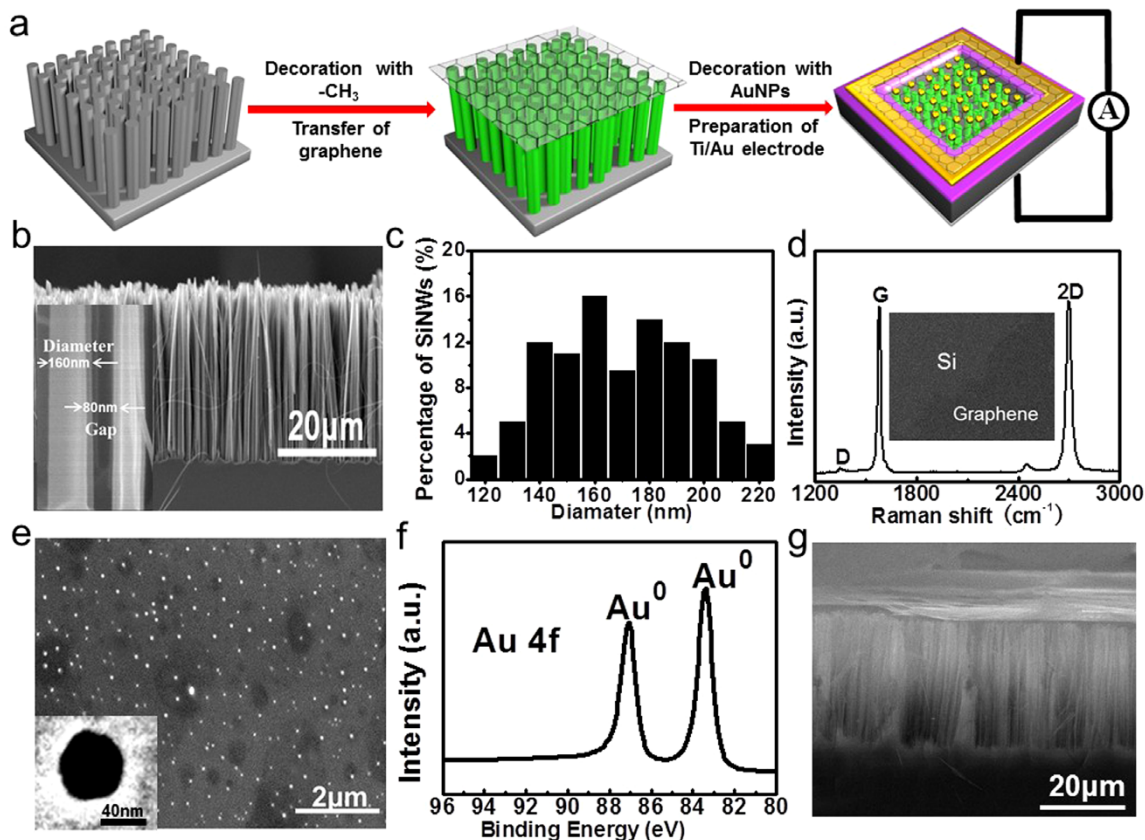 a
Decoration with
-CH₃
Transfer of
graphene
Decoration with
AuNPs
Preparation of
Ti/Au electrode
A
b
Diameter
160nm
80nm
Gap
20µm
c
Percentage of SiNWs (%)
20
16
12
8
4
0
120 140 160 180 200 220
Diamater (nm)
d
Intensity (a.u.)
D
G
2D
Si
Graphene
1200 1800 2400 3000
Raman shift (cm⁻¹)
e
40nm
2µm
f
Intensity (a.u.)
Au 4f
Au⁰
Au⁰
96 94 92 90 88 86 84 82 80
Binding Energy (eV)
g
20µm